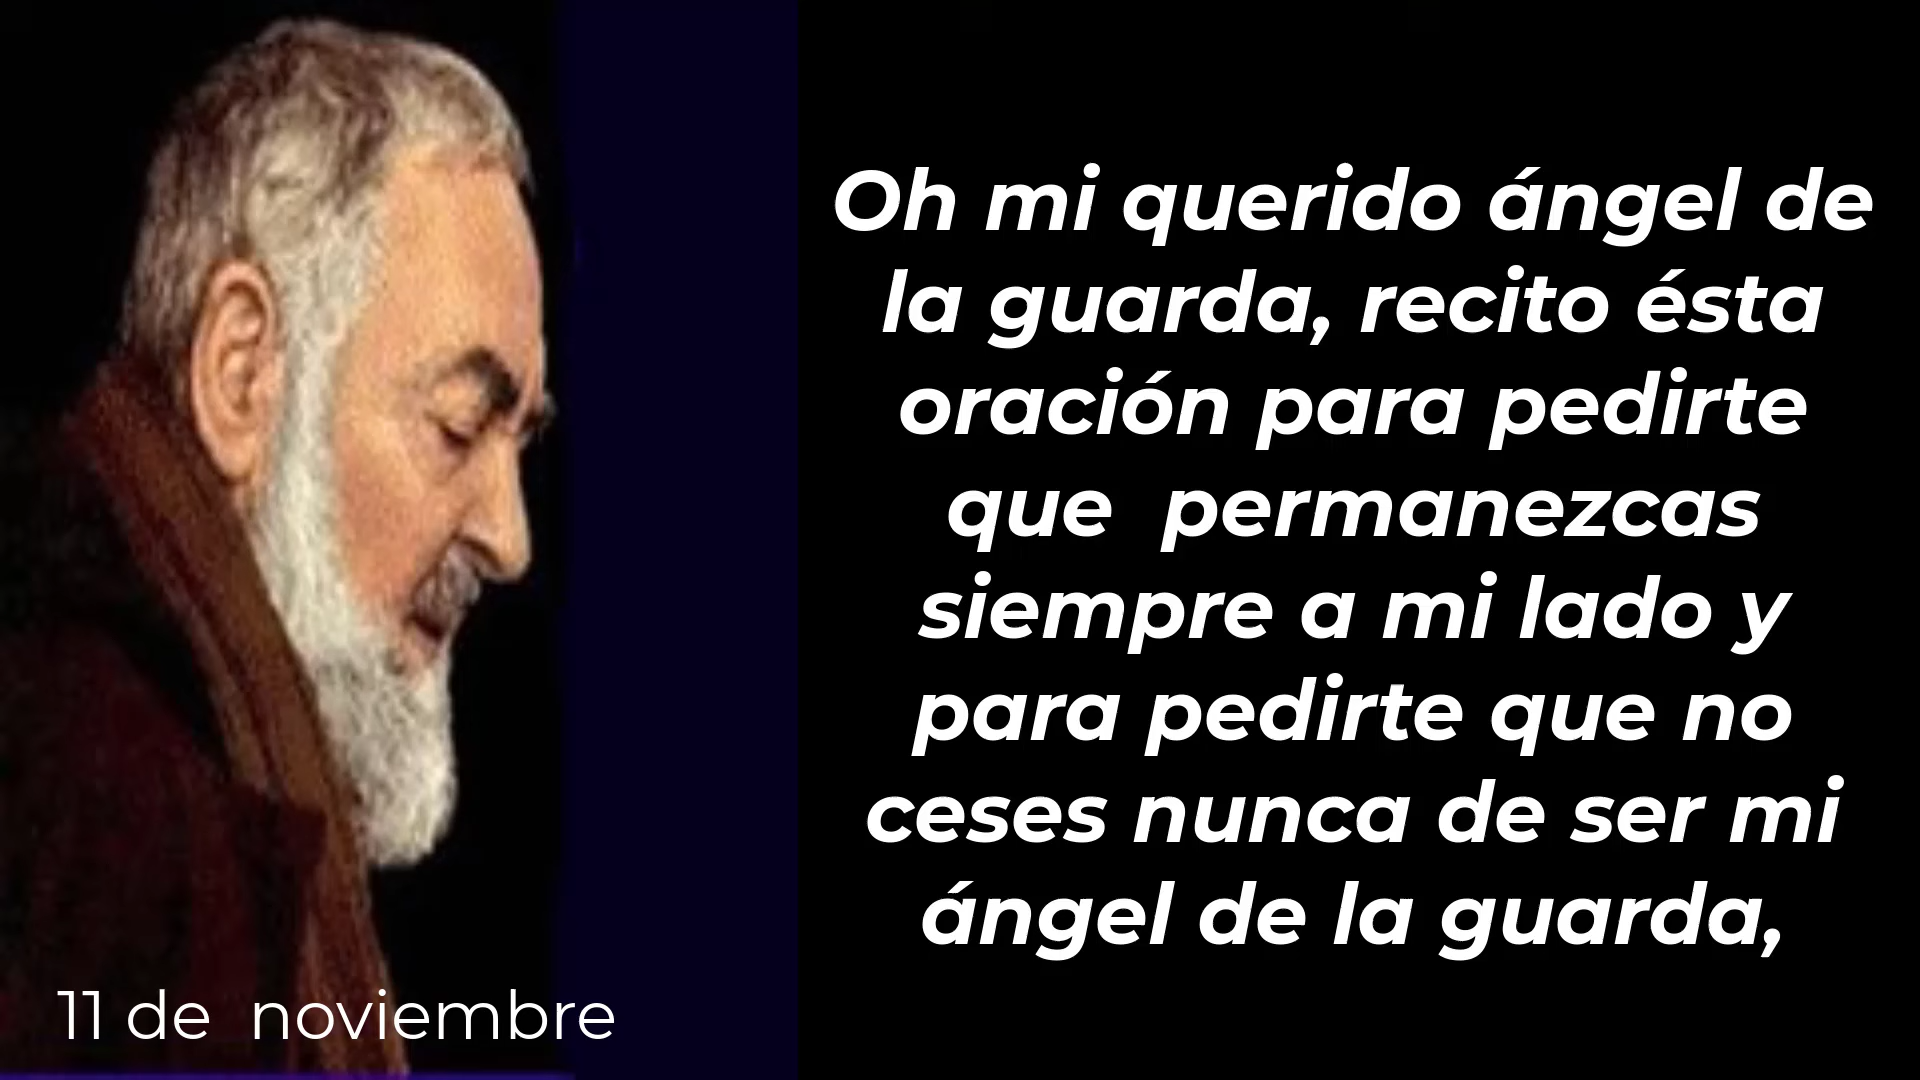 Oh mi querido ángel de
la guarda, recito ésta
oración para pedirte
que  permanezcas
siempre a mi lado y
para pedirte que no
ceses nunca de ser mi
ángel de la guarda,
11 de  noviembre